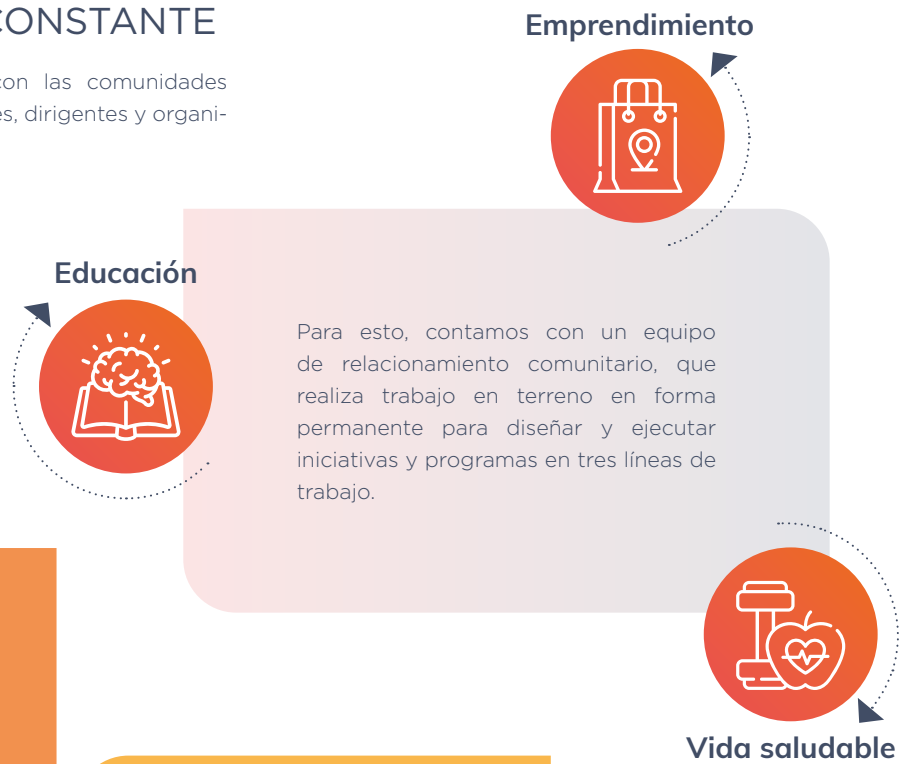 CONSTANTE
con las comunidades
es, dirigentes y organi-
Emprendimiento
Educación
Para esto, contamos con un equipo
de relacionamiento comunitario, que
realiza trabajo en terreno en forma
permanente para diseñar y ejecutar
iniciativas y programas en tres líneas de
trabajo.
Vida saludable